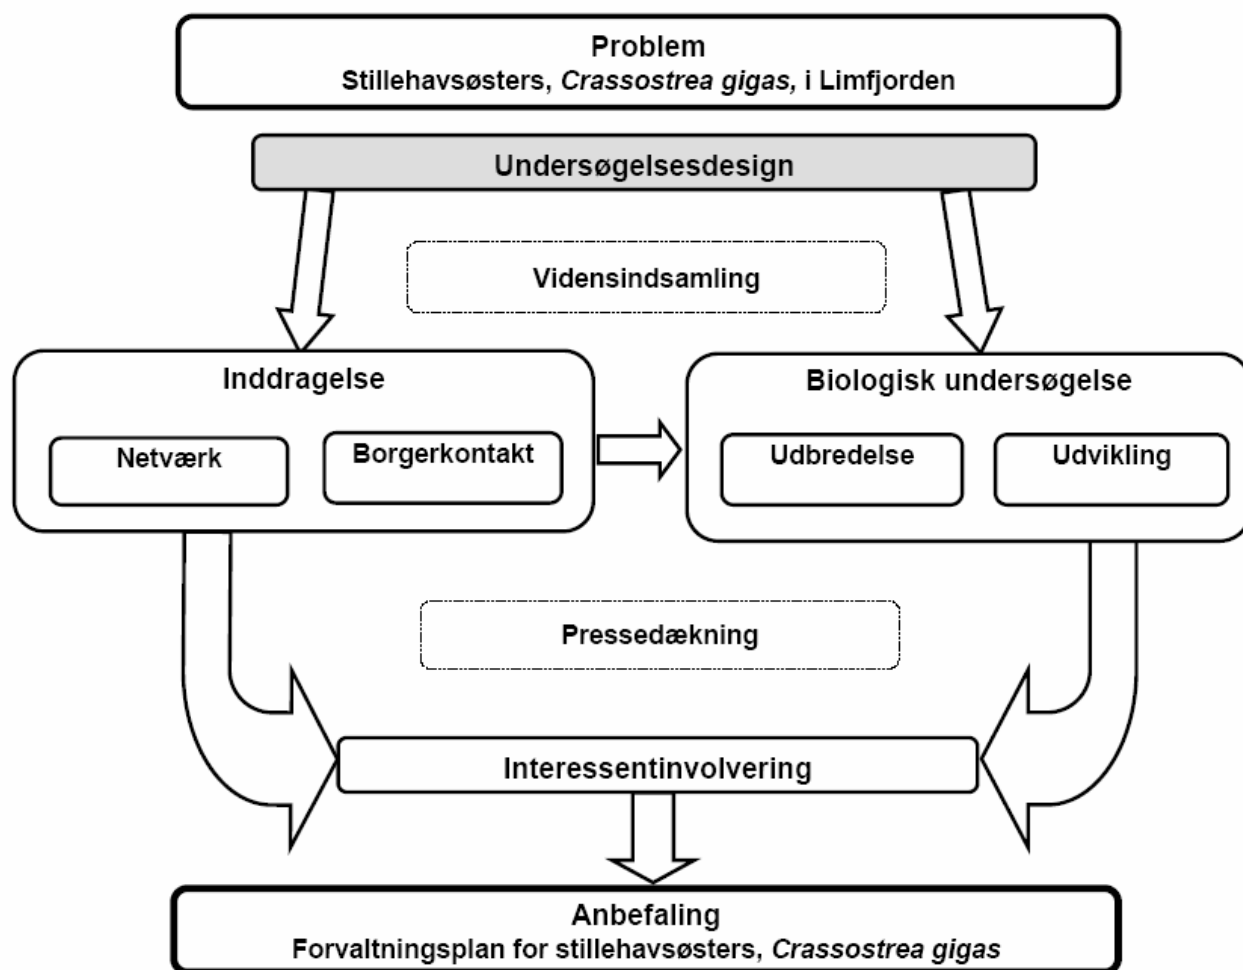 Problem
Stillehavsøsters, Crassostrea gigas, i Limfjorden
Undersøgelsesdesign
Vidensindsamling
Inddragelse
Netværk
Borgerkontakt
Biologisk undersøgelse
Udbredelse
Udvikling
Pressedækning
Interessentinvolvering
Anbefaling
Forvaltningsplan for stillehavsøsters, Crassostrea gigas